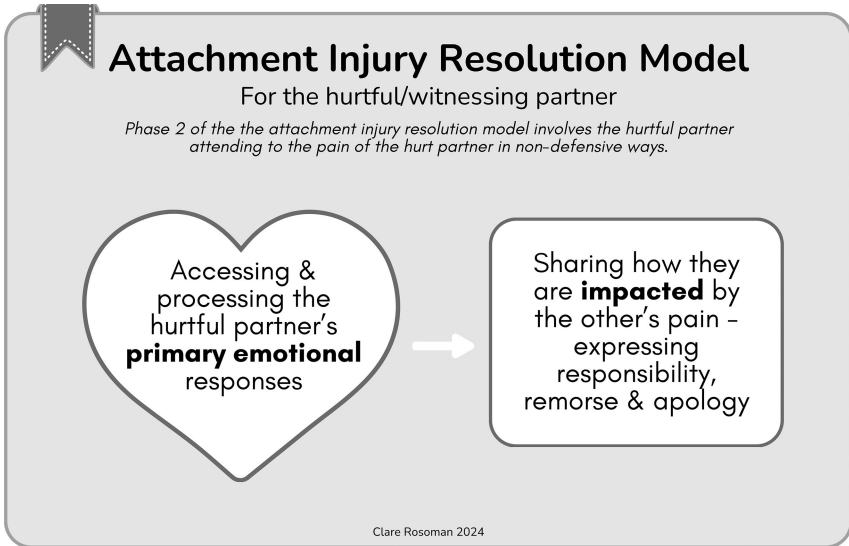 Attachment Injury Resolution Model
For the hurtful/witnessing partner
Phase 2 of the the attachment injury resolution model involves the hurtful partner
attending to the pain of the hurt partner in non-defensive ways.
Accessing &
processing the
hurtful partner's
primary emotional
responses
Sharing how they
are impacted by
the other's pain -
expressing
responsibility,
remorse & apology
Clare Rosoman 2024